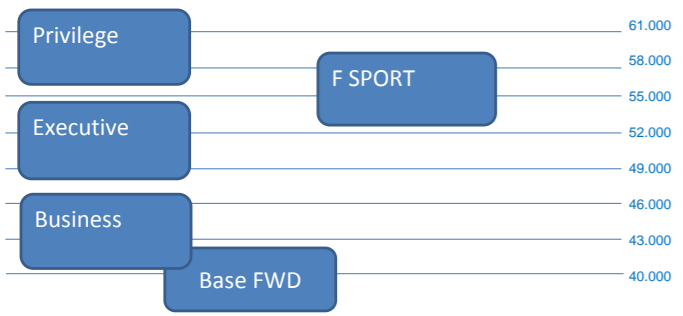 Privilege
61.000
58.000
F SPORT
55.000
Executive
52.000
49.000
46.000
Business
43.000
40.000
Base FWD